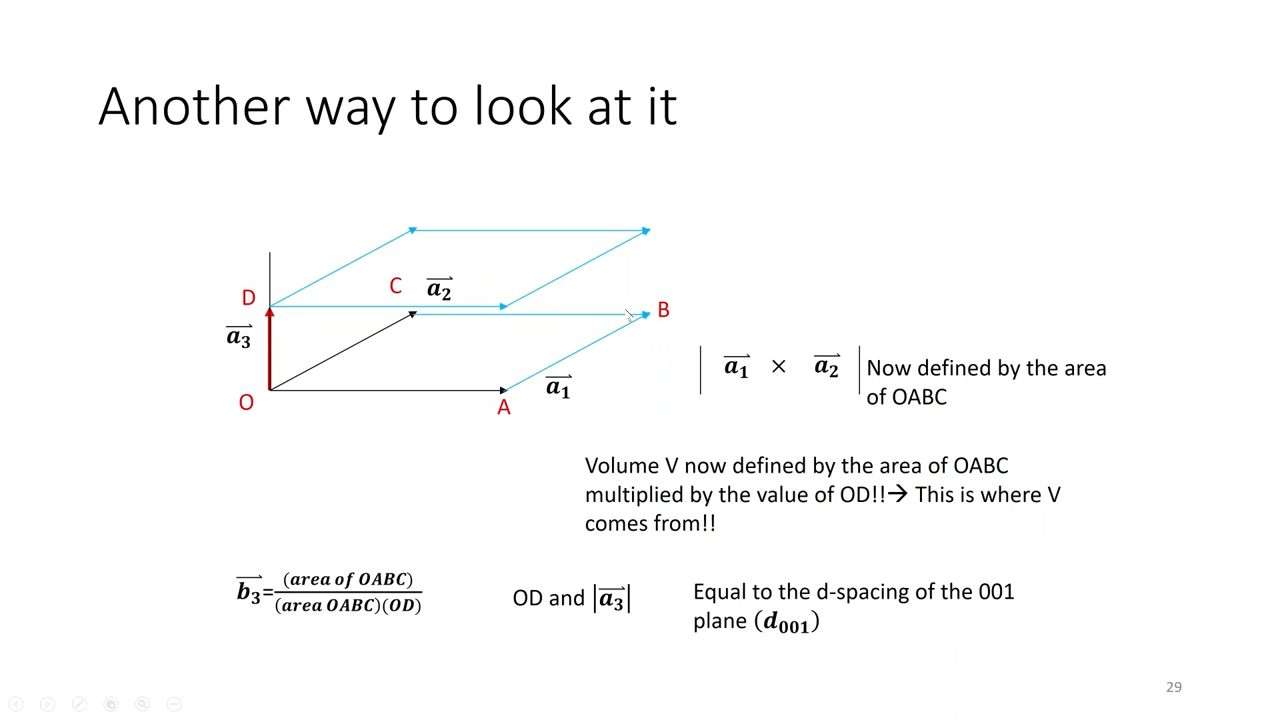 Another way to look at it
D
C
a₂
B
a₃
O
A
a₁
| a₁ × a₂ | Now defined by the area
of OABC
Volume V now defined by the area of OABC
multiplied by the value of OD!!→ This is where V
comes from!!
b₃=(area of OABC)/(area OABC)(OD)
OD and |a₃|
Equal to the d-spacing of the 001
plane (d₀₀₁)
29